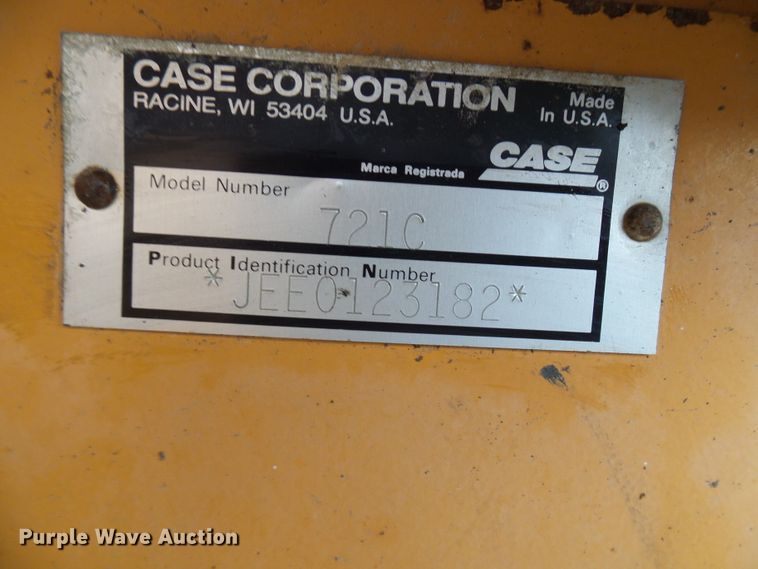 CASE CORPORATION
RACINE, WI 53404 U.S.A.
Made
In U.S.A.
Marca Registrada
CASE
®
Model Number
721C
Product Identification Number
*JEE0123182*
Purple Wave Auction